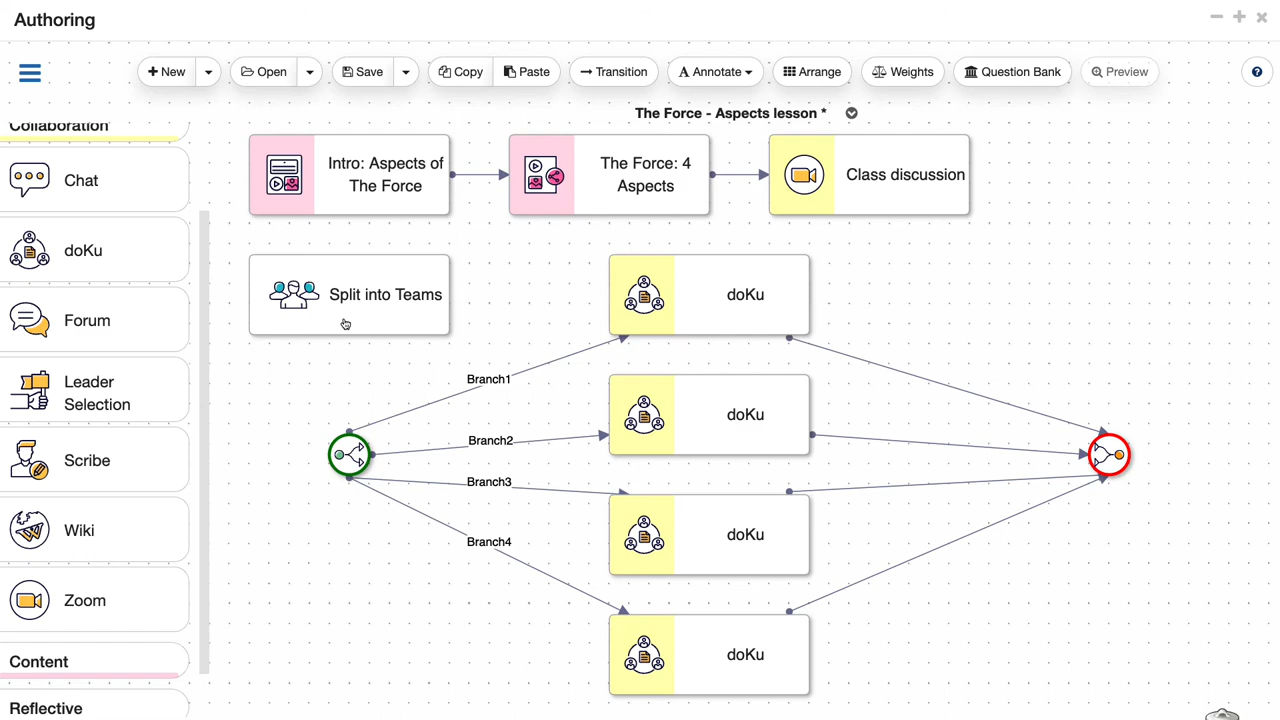 Authoring
New
Open
Save
Copy
Paste
Transition
Annotate
Arrange
Weights
Question Bank
Preview
The Force - Aspects lesson *
Collaboration
Chat
doKu
Forum
Leader
Selection
Scribe
Wiki
Zoom
Content
Reflective
Intro: Aspects of
The Force
The Force: 4
Aspects
Class discussion
Split into Teams
doKu
Branch1
doKu
Branch2
Branch3
doKu
Branch4
doKu